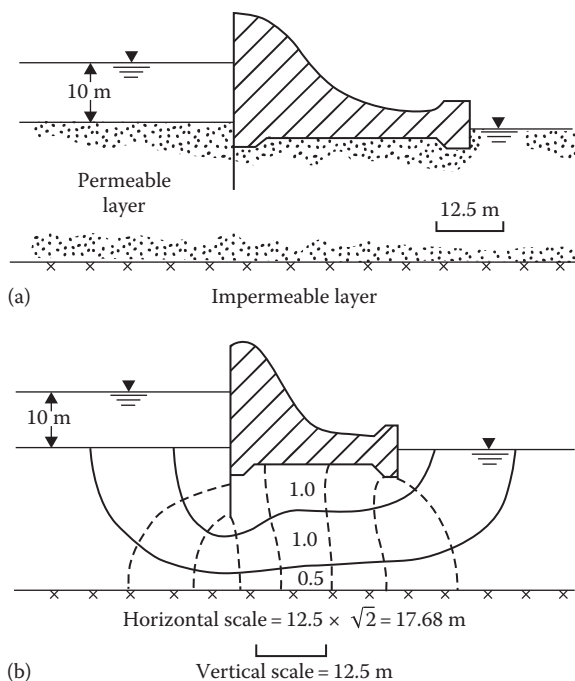 10 m
Permeable
layer
12.5 m
(a)
Impermeable layer
10 m
1.0
1.0
0.5
Horizontal scale = 12.5 × √2 = 17.68 m
(b)
Vertical scale = 12.5 m